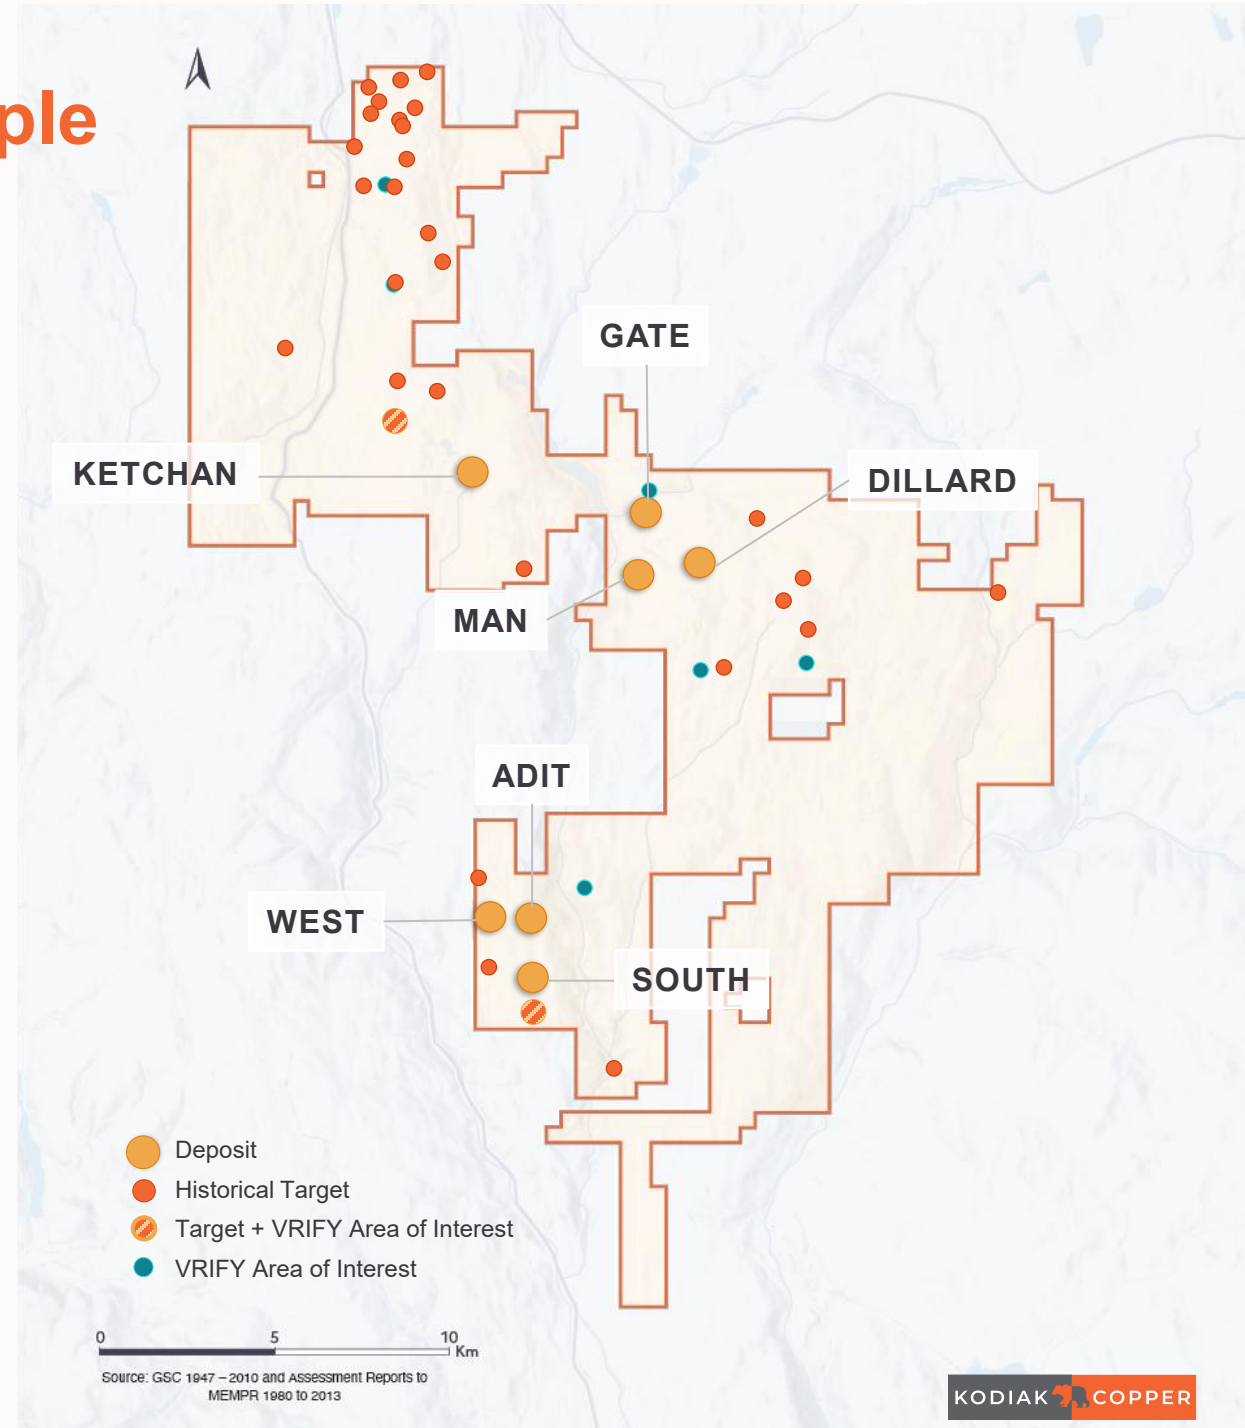 ple
GATE
KETCHAN
DILLARD
MAN
ADIT
WEST
SOUTH
Deposit
Historical Target
Target + VRIFY Area of Interest
VRIFY Area of Interest
0 5 10
Km
Source: GSC 1947 – 2010 and Assessment Reports to
MEMPR 1980 to 2013
KODIAK COPPER